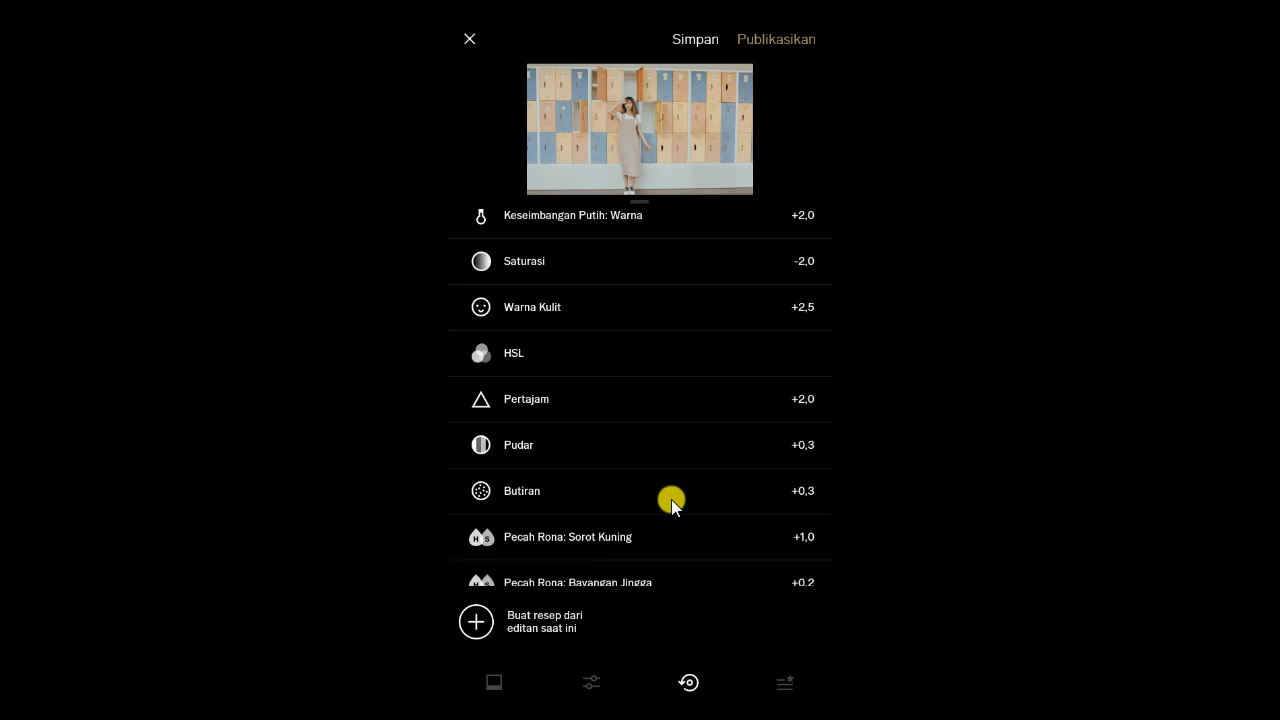 Simpan Publikasikan
Keseimbangan Putih: Warna +2,0
Saturasi -2,0
Warna Kulit +2,5
HSL
Pertajam +2,0
Pudar +0,3
Butiran +0,3
H S Pecah Rona: Sorot Kuning +1,0
Pecah Rona: Bayangan Jingga +0,2
Buat resep dari
editan saat ini